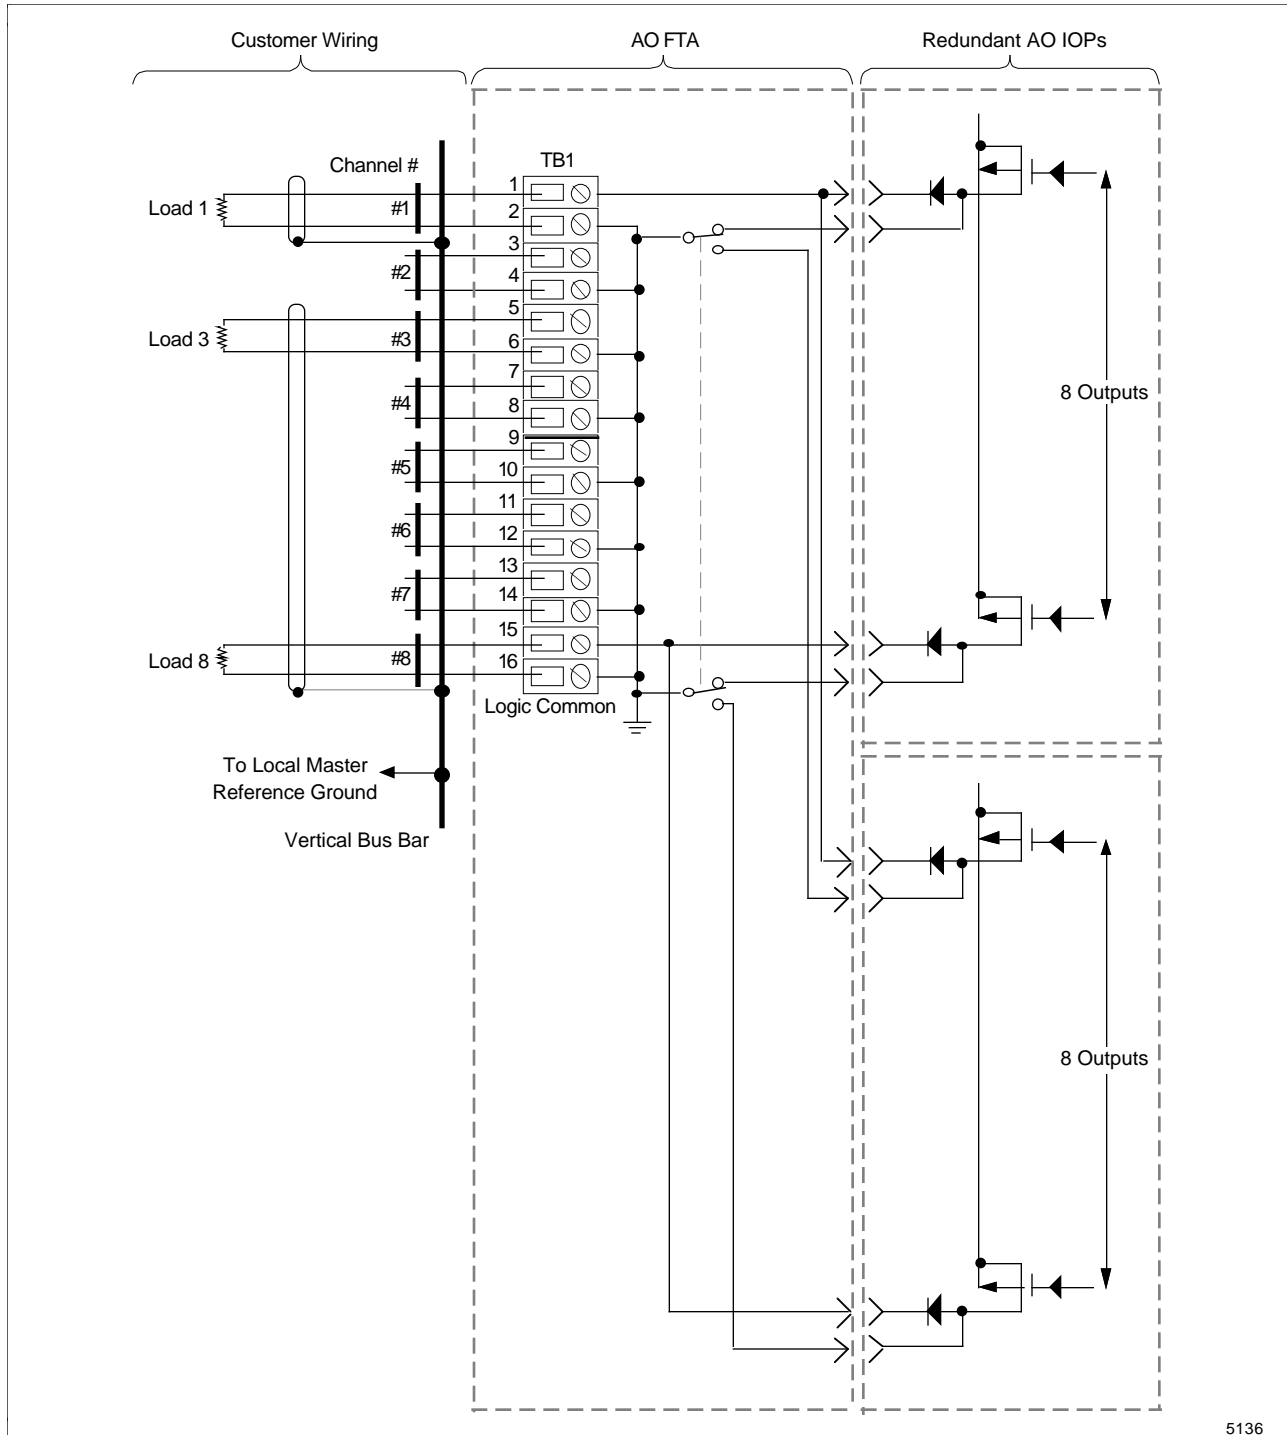 Customer Wiring
AO FTA
Redundant AO IOPs
Channel #
TB1
Load 1
#1
1
2
#2
3
4
Load 3
#3
5
6
#4
7
8
8 Outputs
#5
9
10
#6
11
12
#7
13
14
Load 8
#8
15
16
Logic Common
To Local Master
Reference Ground
Vertical Bus Bar
8 Outputs
5136